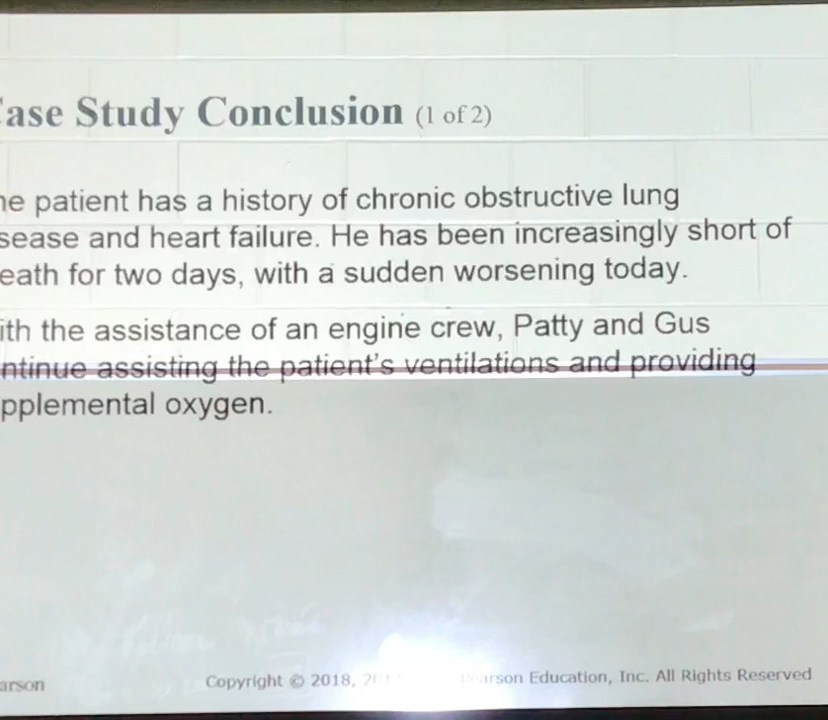 ase Study Conclusion (1 of 2)
he patient has a history of chronic obstructive lung
sease and heart failure. He has been increasingly short of
eath for two days, with a sudden worsening today.
ith the assistance of an engine crew, Patty and Gus
ntinue assisting the patient's ventilations and providing
pplemental oxygen.
arson
Copyright © 2018, Pearson Education, Inc. All Rights Reserved